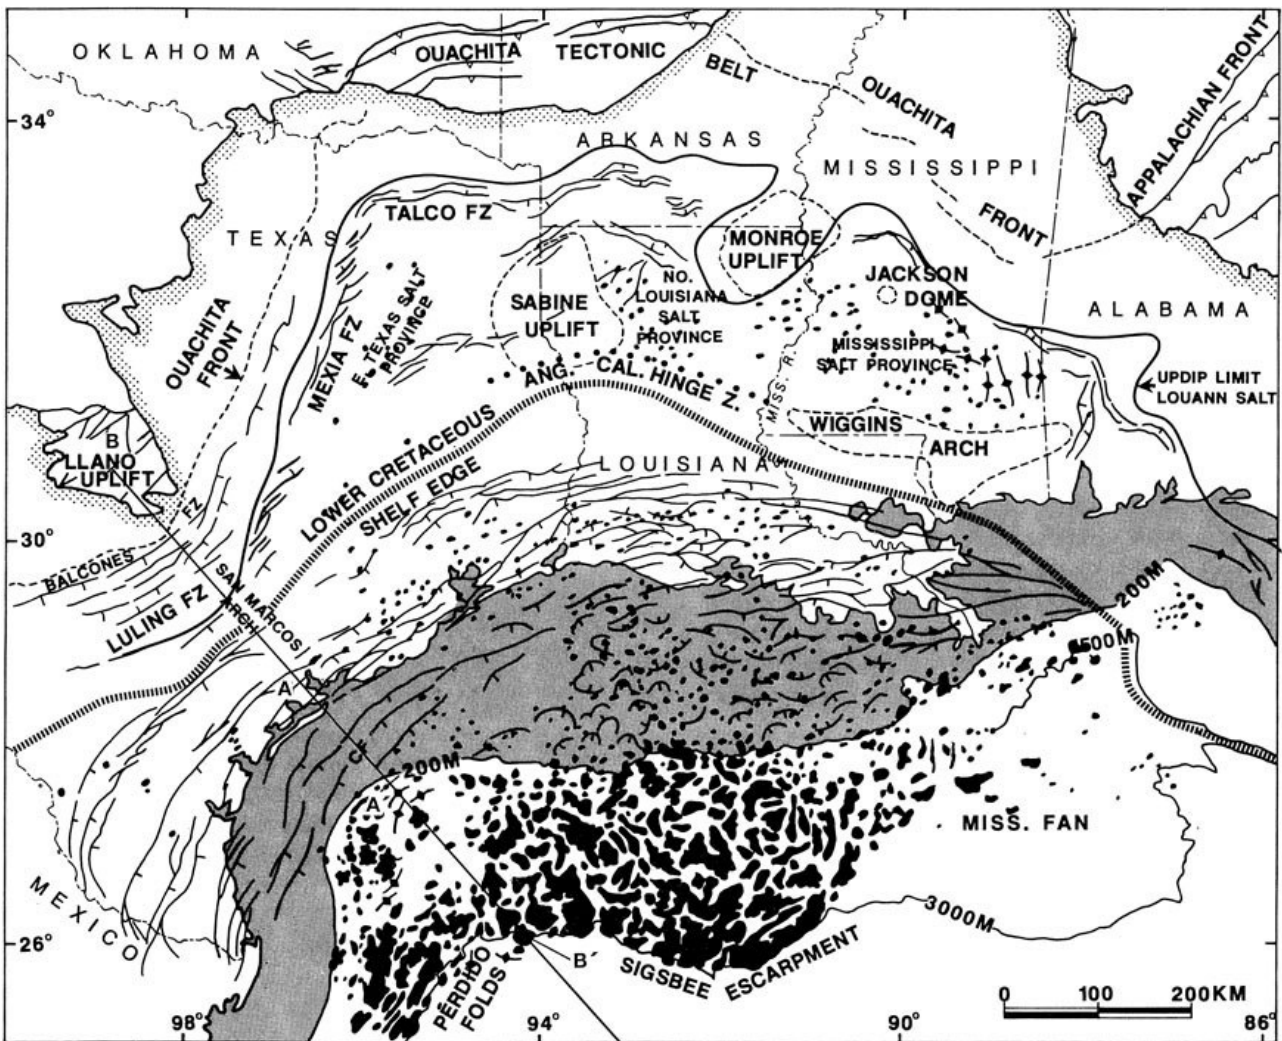 OKLAHOMA
OUACHITA TECTONIC
BELT
OUACHITA
FRONT
APPALACHIAN FRONT
34°
ARKANSAS
MISSISSIPPI
TALCO FZ
TEXAS
MONROE
UPLIFT
JACKSON
DOME
ALABAMA
OUACHITA
FRONT
MEXIA FZ
E. TEXAS SALT
PROVINCE
SABINE
UPLIFT
NO.
LOUISIANA
SALT
PROVINCE
MISSISSIPPI
SALT PROVINCE
MISS. R.
ANG. CAL. HINGE Z.
UPDIP LIMIT
LOUANN SALT
WIGGINS
ARCH
B
LLANO
UPLIFT
LOWER CRETACEOUS
SHELF EDGE
LOUISIANA
30°
BALCONES FZ
LULING FZ
SAN MARCOS
ARCH
200M
1500M
A
CF
200M
A'
MISS. FAN
MEXICO
26°
3000M
PERDIDO
FOLDS
B'
SIGSBEE ESCARPMENT
0 100 200KM
98° 94° 90° 86°